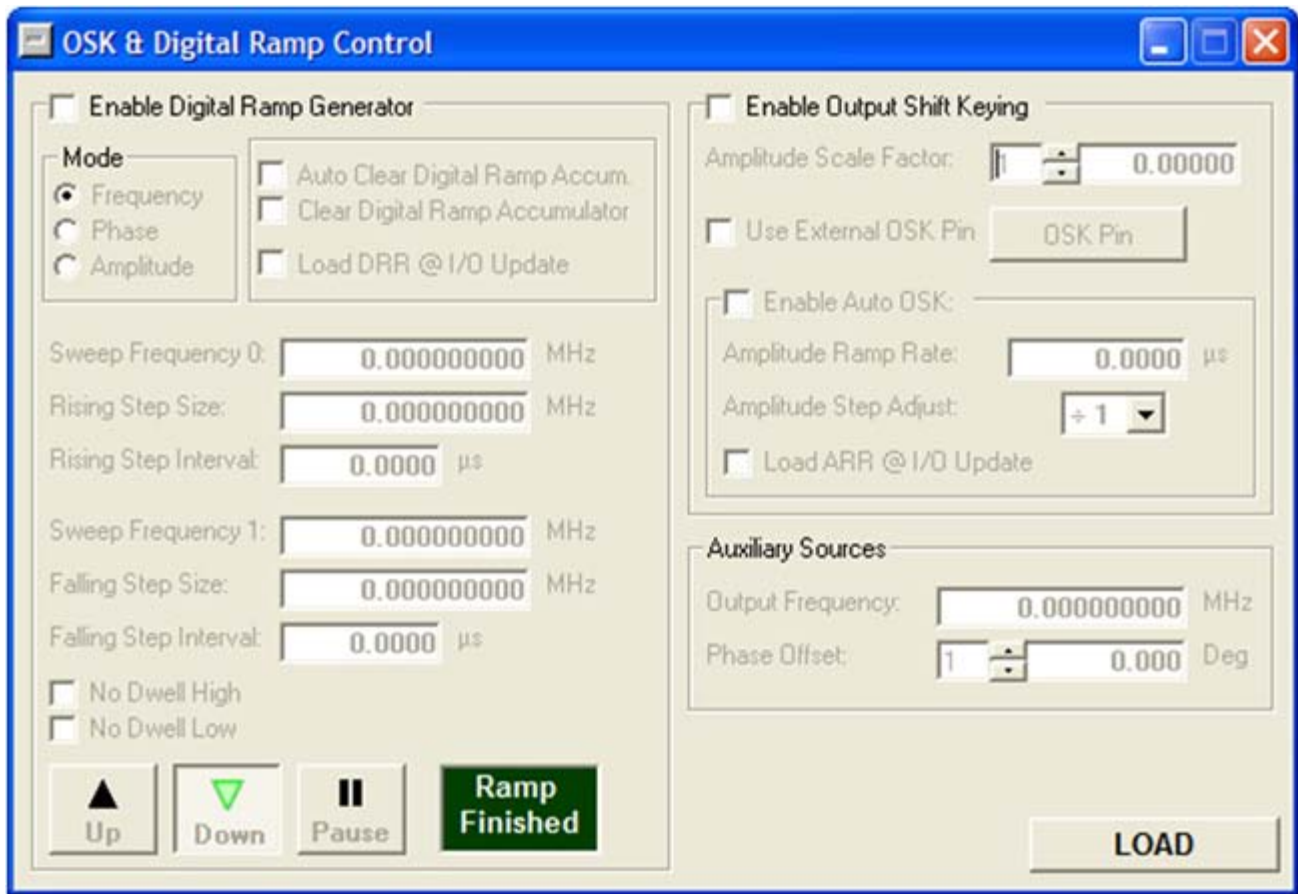 OSK & Digital Ramp Control
Enable Digital Ramp Generator
Mode
Frequency
Phase
Amplitude
Auto Clear Digital Ramp Accum.
Clear Digital Ramp Accumulator
Load DRR @ I/O Update
Sweep Frequency 0: 0.000000000 MHz
Rising Step Size: 0.000000000 MHz
Rising Step Interval: 0.0000 µs
Sweep Frequency 1: 0.000000000 MHz
Falling Step Size: 0.000000000 MHz
Falling Step Interval: 0.0000 µs
No Dwell High
No Dwell Low
Up
Down
Pause
Ramp
Finished
Enable Output Shift Keying
Amplitude Scale Factor: 1 0.00000
Use External OSK Pin OSK Pin
Enable Auto OSK:
Amplitude Ramp Rate: 0.0000 µs
Amplitude Step Adjust: ÷ 1
Load ARR @ I/O Update
Auxiliary Sources
Output Frequency: 0.000000000 MHz
Phase Offset: 1 0.000 Deg
LOAD